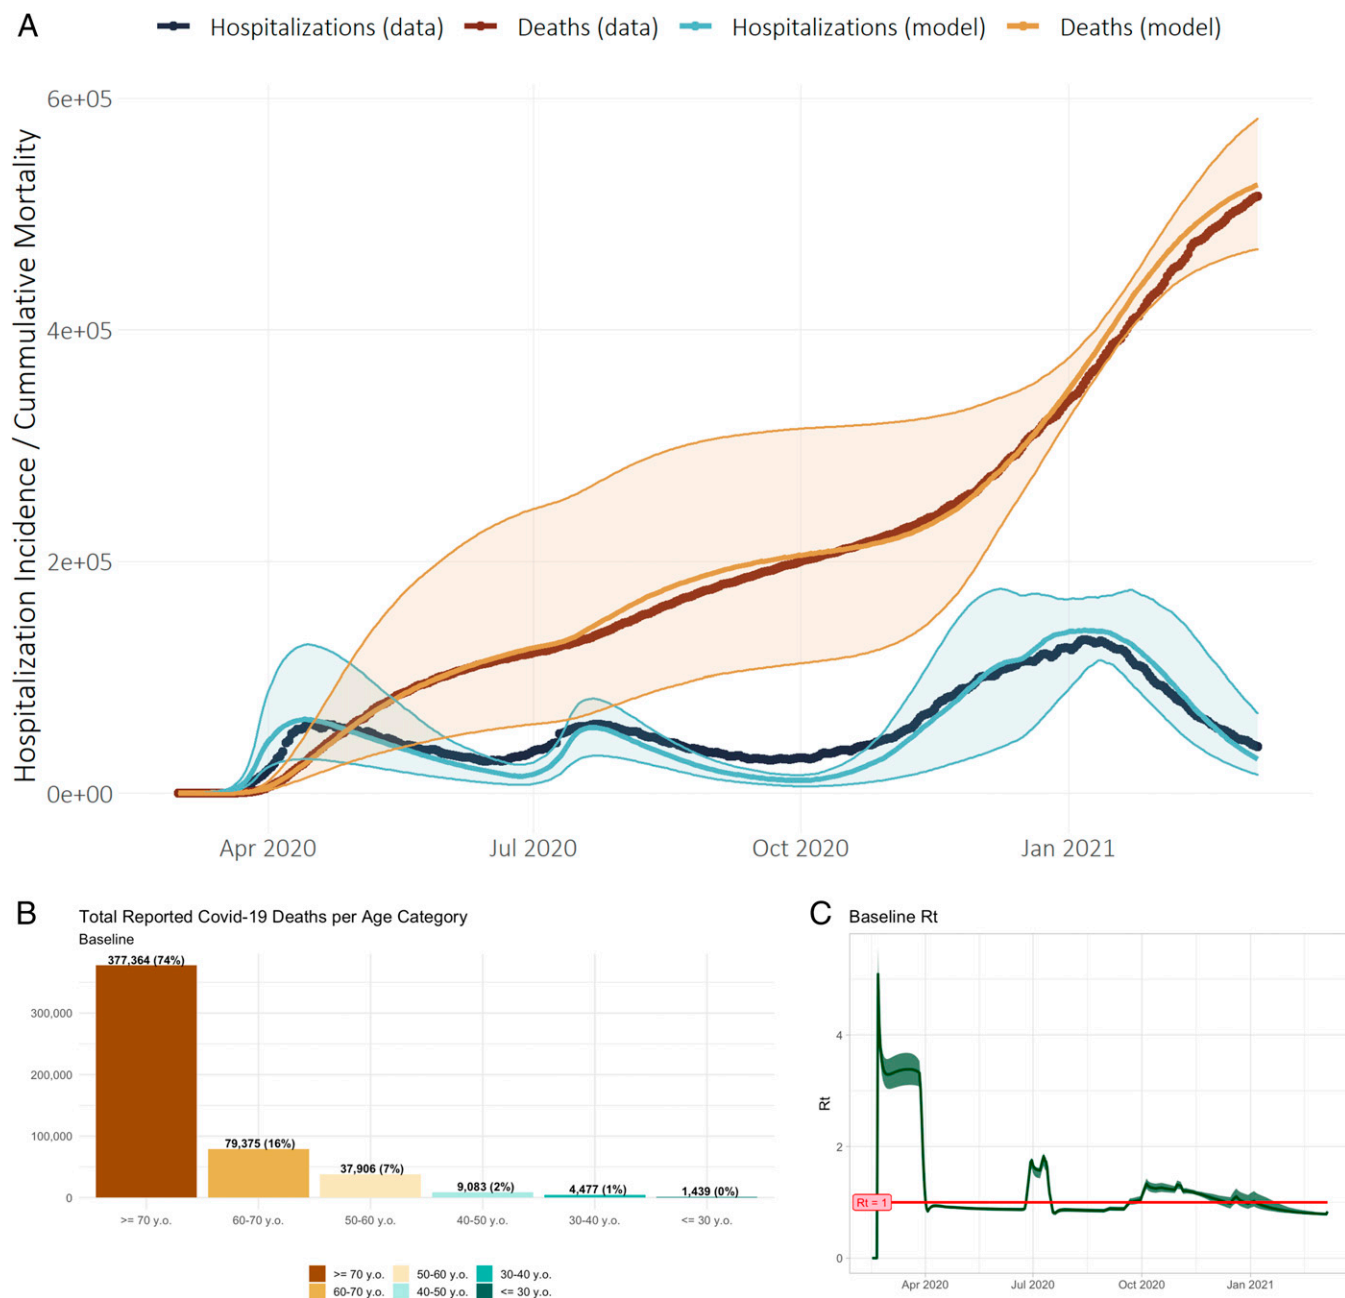 A
Hospitalizations (data) Deaths (data) Hospitalizations (model) Deaths (model)
Hospitalization Incidence / Cummulative Mortality
6e+05
4e+05
2e+05
0e+00
Apr 2020 Jul 2020 Oct 2020 Jan 2021
B
Total Reported Covid-19 Deaths per Age Category
Baseline
377,364 (74%)
300,000
200,000
100,000
79,375 (16%)
37,906 (7%)
9,083 (2%)
4,477 (1%)
1,439 (0%)
0
>= 70 y.o. 60-70 y.o. 50-60 y.o. 40-50 y.o. 30-40 y.o. <= 30 y.o.
>= 70 y.o. 50-60 y.o. 30-40 y.o.
60-70 y.o. 40-50 y.o. <= 30 y.o.
C
Baseline Rt
Rt
4
2
Rt = 1
0
Apr 2020 Jul 2020 Oct 2020 Jan 2021